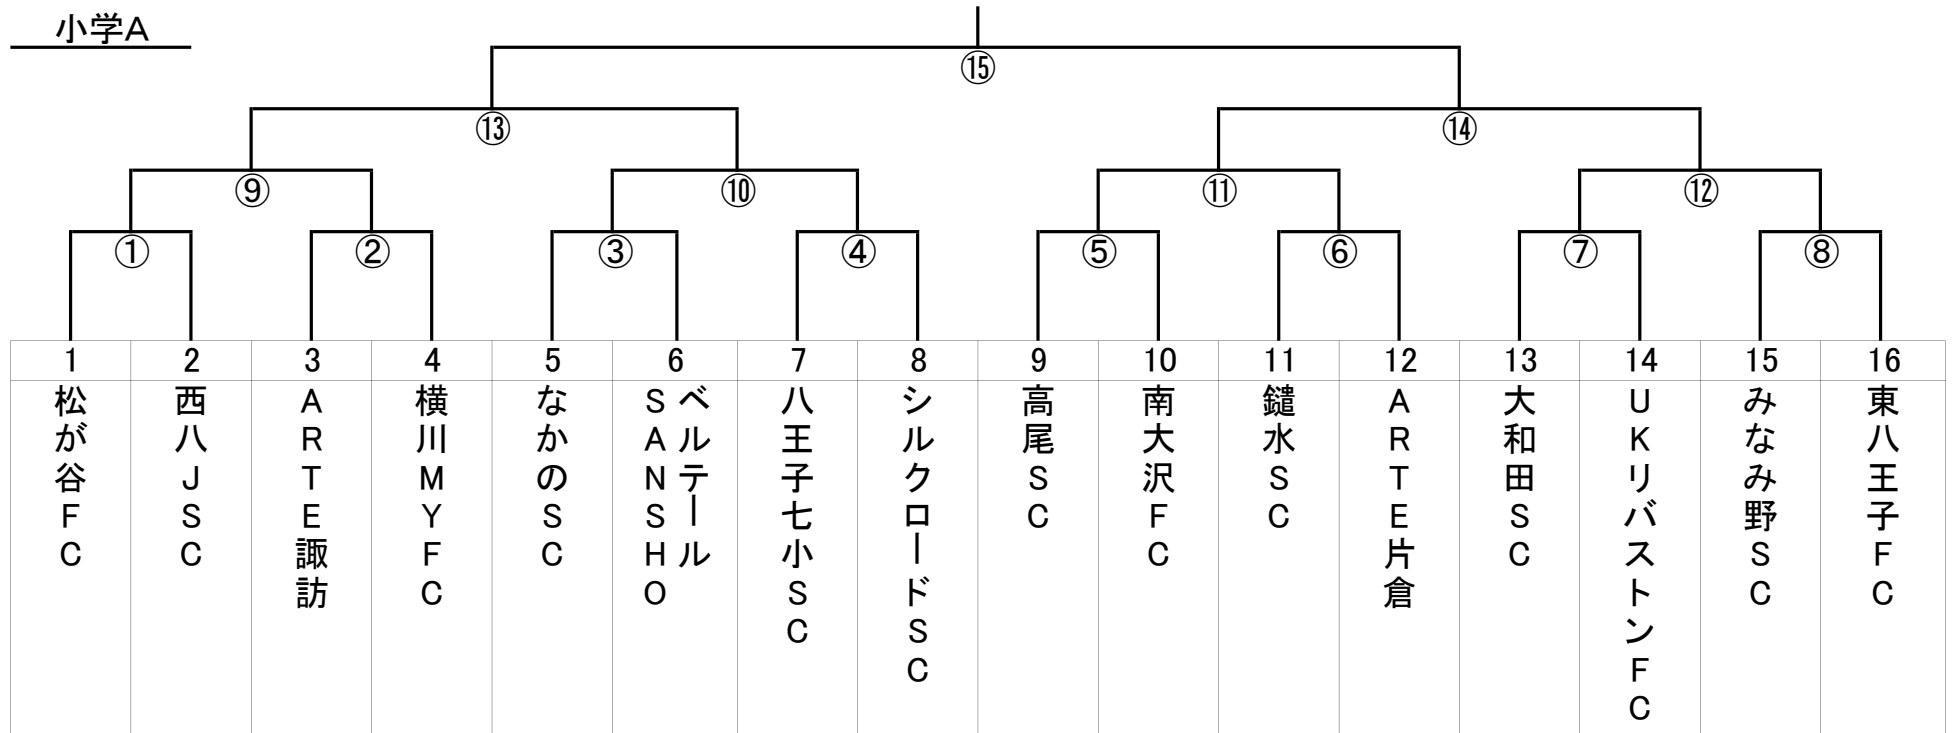 小学A
⑮
⑬
⑭
⑨
⑩
⑪
⑫
①
②
③
④
⑤
⑥
⑦
⑧
1
2
3
4
5
6
7
8
9
10
11
12
13
14
15
16
松が谷FC
西八JSC
ARTE諏訪
横川MYFC
なかのSC
ベルテール
SANSHO
八王子七小SC
シルクロードSC
高尾SC
南大沢FC
鑓水SC
ARTE片倉
大和田SC
UKリバストンFC
みなみ野SC
東八王子FC